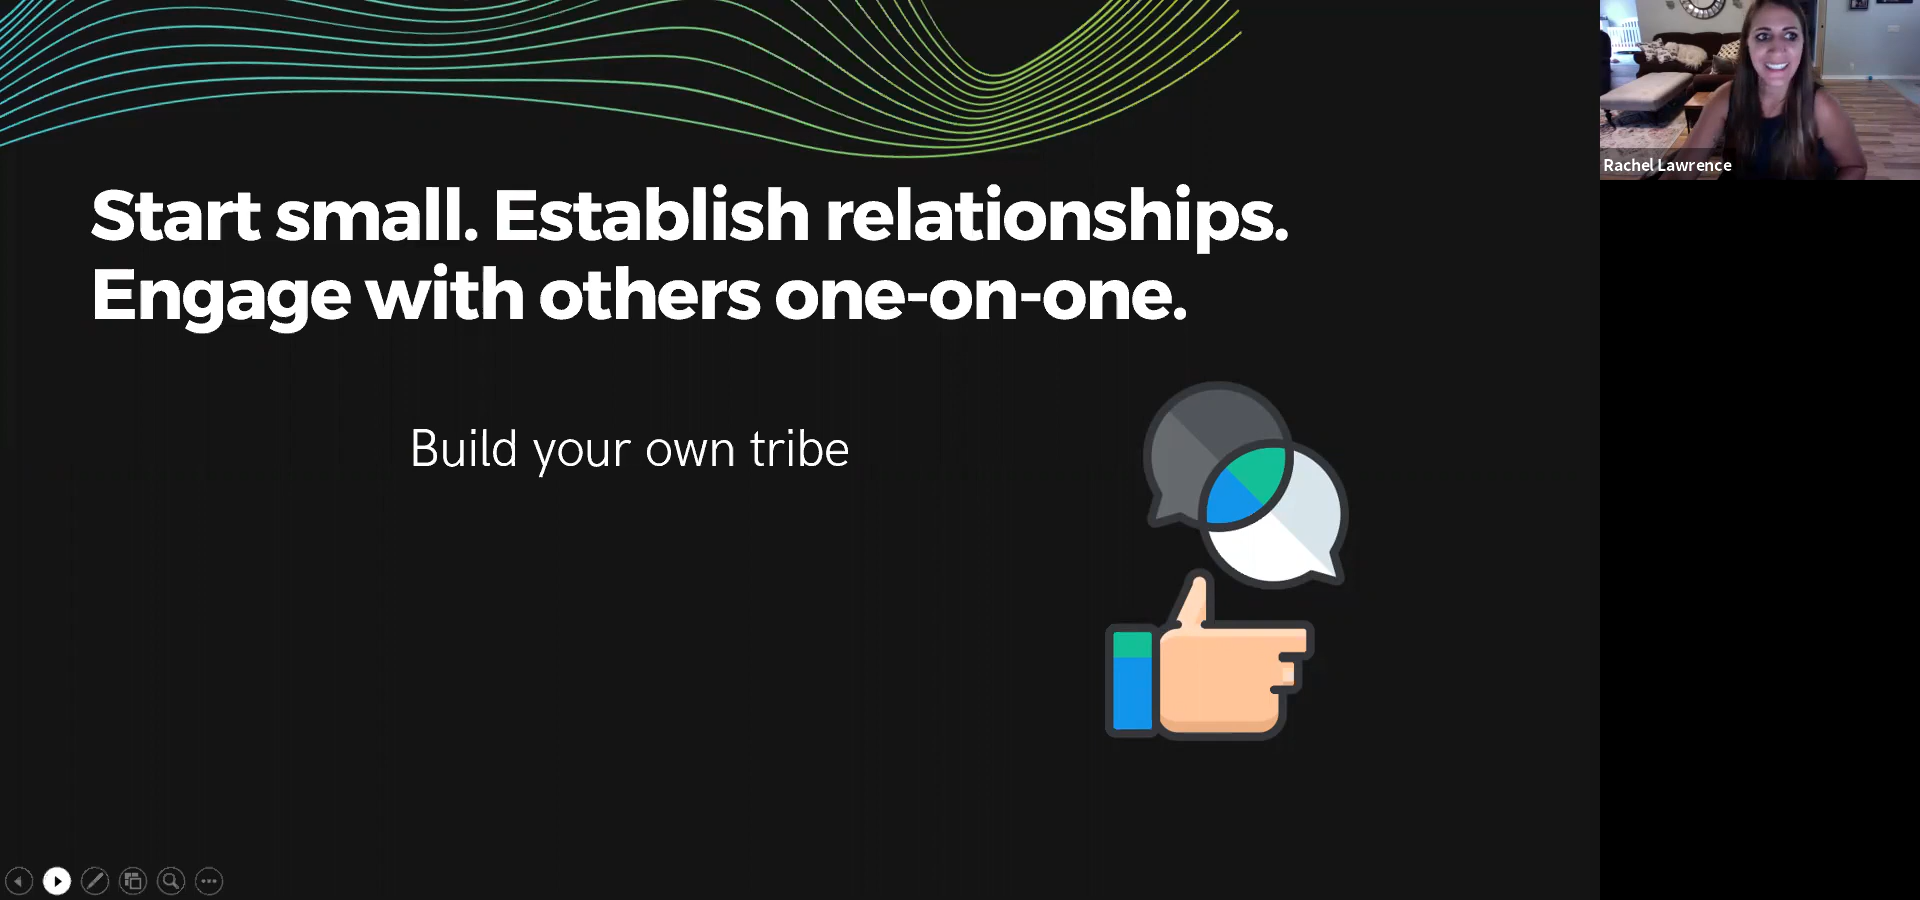 Start small. Establish relationships.
Engage with others one-on-one.
Build your own tribe
Rachel Lawrence